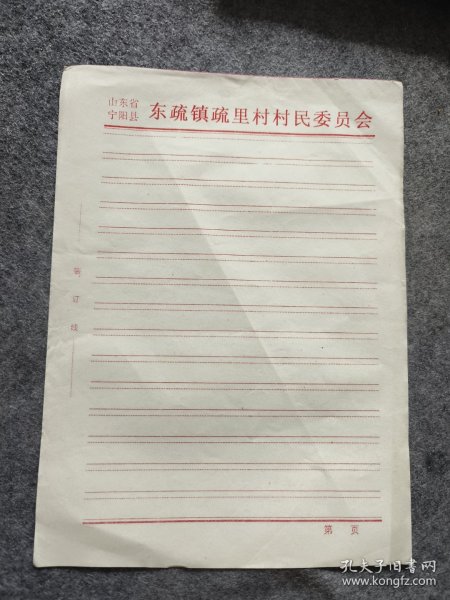 山东省
宁阳县
东疏镇疏里村村民委员会
装订线
第 页
孔夫子旧书网
www.kongfz.com